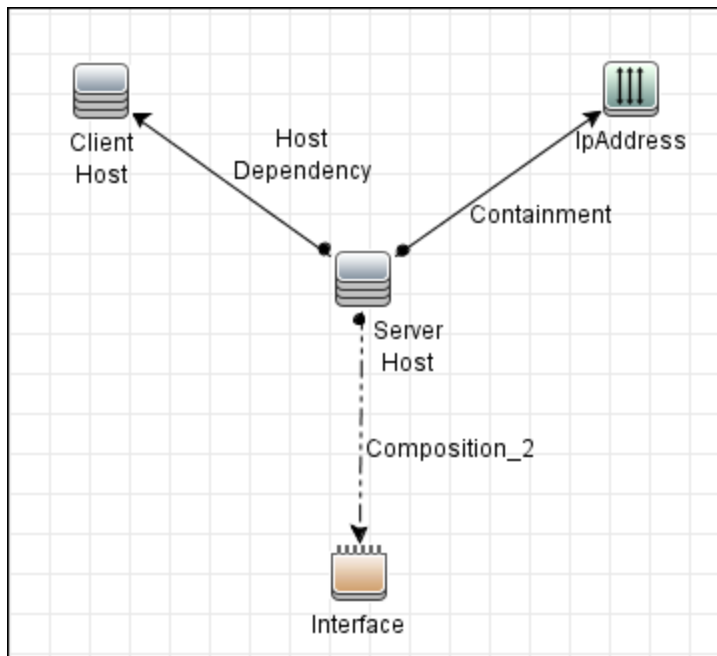 Client
Host
Host
Dependency
IpAddress
Containment
Server
Host
Composition_2
Interface